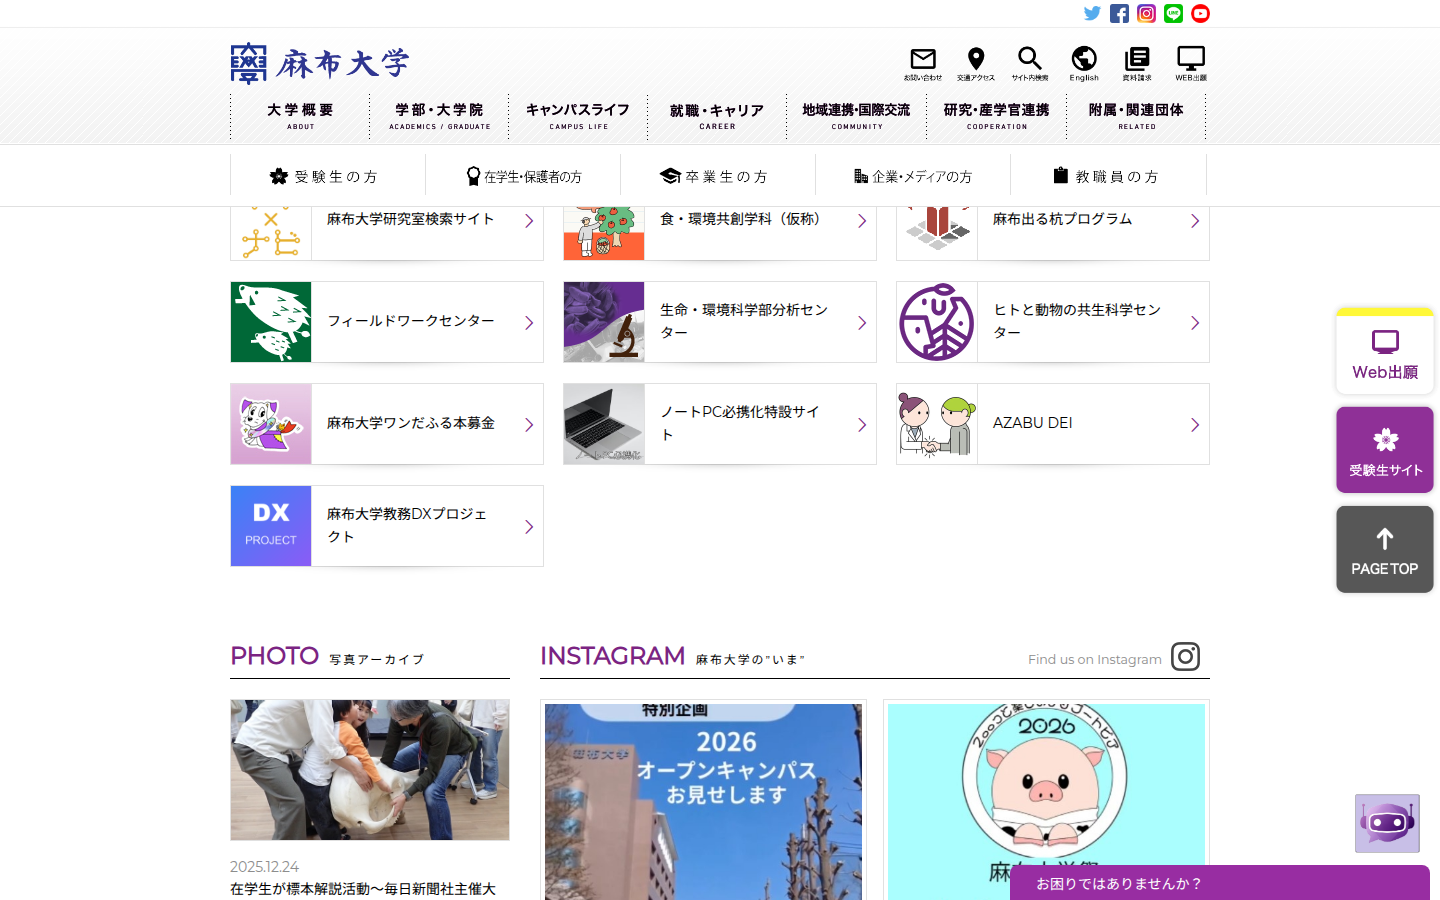 麻布大学
お問い合わせ
交通アクセス
サイト内検索
English
資料請求
WEB出願
大学概要
ABOUT
学部・大学院
ACADEMICS / GRADUATE
キャンパスライフ
CAMPUS LIFE
就職・キャリア
CAREER
地域連携・国際交流
COMMUNITY
研究・産学官連携
COOPERATION
附属・関連団体
RELATED
受験生の方
在学生・保護者の方
卒業生の方
企業・メディアの方
教職員の方
ナビ
麻布大学研究室検索サイト
食・環境共創学科（仮称）
麻布出る杭プログラム
フィールドワークセンター
生命・環境科学部分析セン
ター
ヒトと動物の共生科学セン
ター
麻布大学ワンだふる本募金
ノートPC必携化
ノートPC必携化特設サイ
ト
AZABU DEI
DX
PROJECT
麻布大学教務DXプロジェ
クト
Web出願
受験生サイト
PAGE TOP
PHOTO 写真アーカイブ
INSTAGRAM 麻布大学の"いま"
Find us on Instagram
特別企画
2026
オープンキャンパス
お見せします
麻布大学
2026
2025.12.24
在学生が標本解説活動～毎日新聞社主催大
お困りではありませんか？